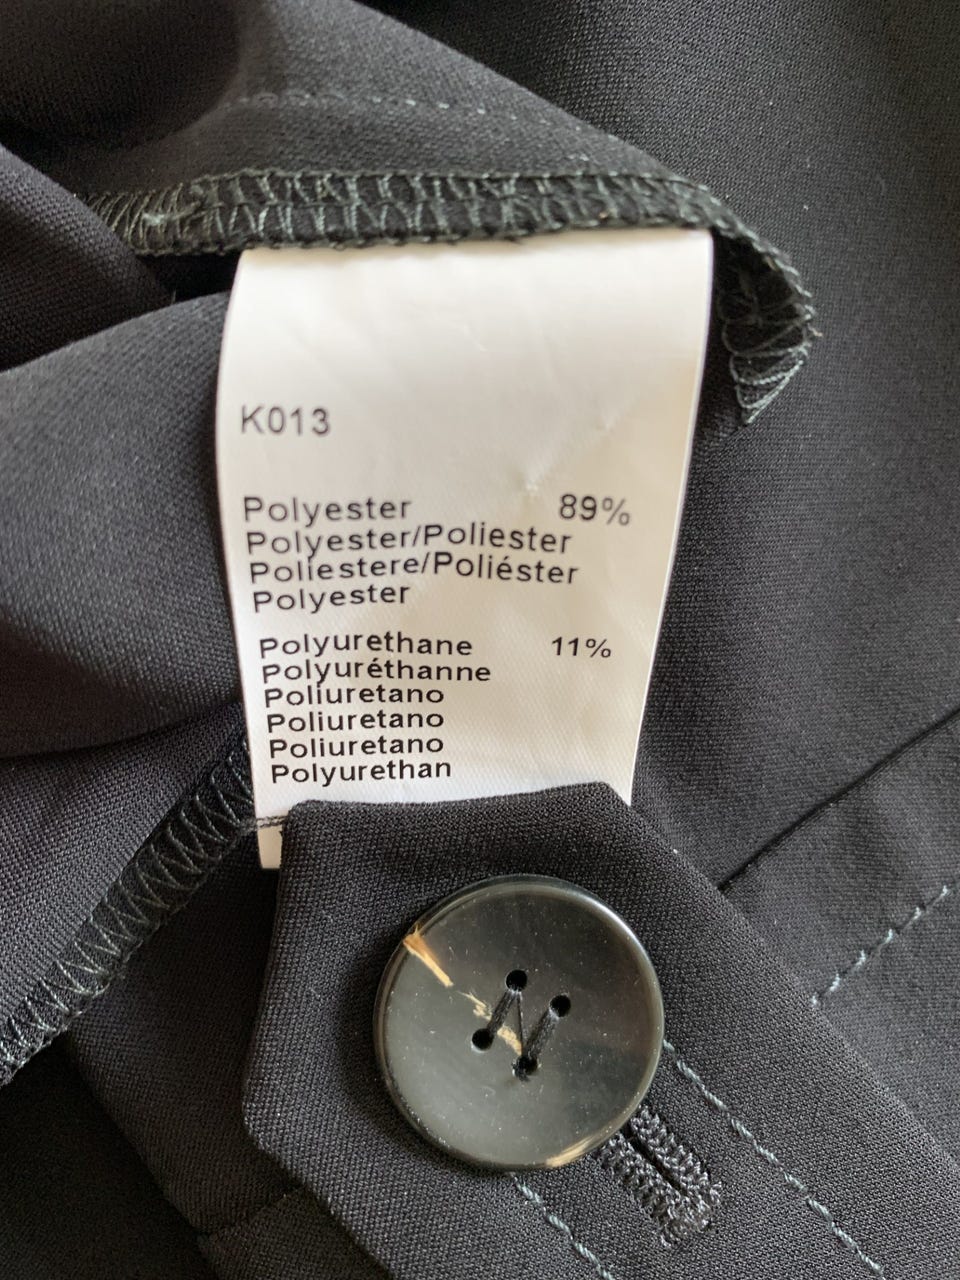 K013
Polyester 89%
Polyester/Poliester
Poliestere/Poliéster
Polyester
Polyurethane 11%
Polyuréthanne
Poliuretano
Poliuretano
Poliuretano
Polyurethan